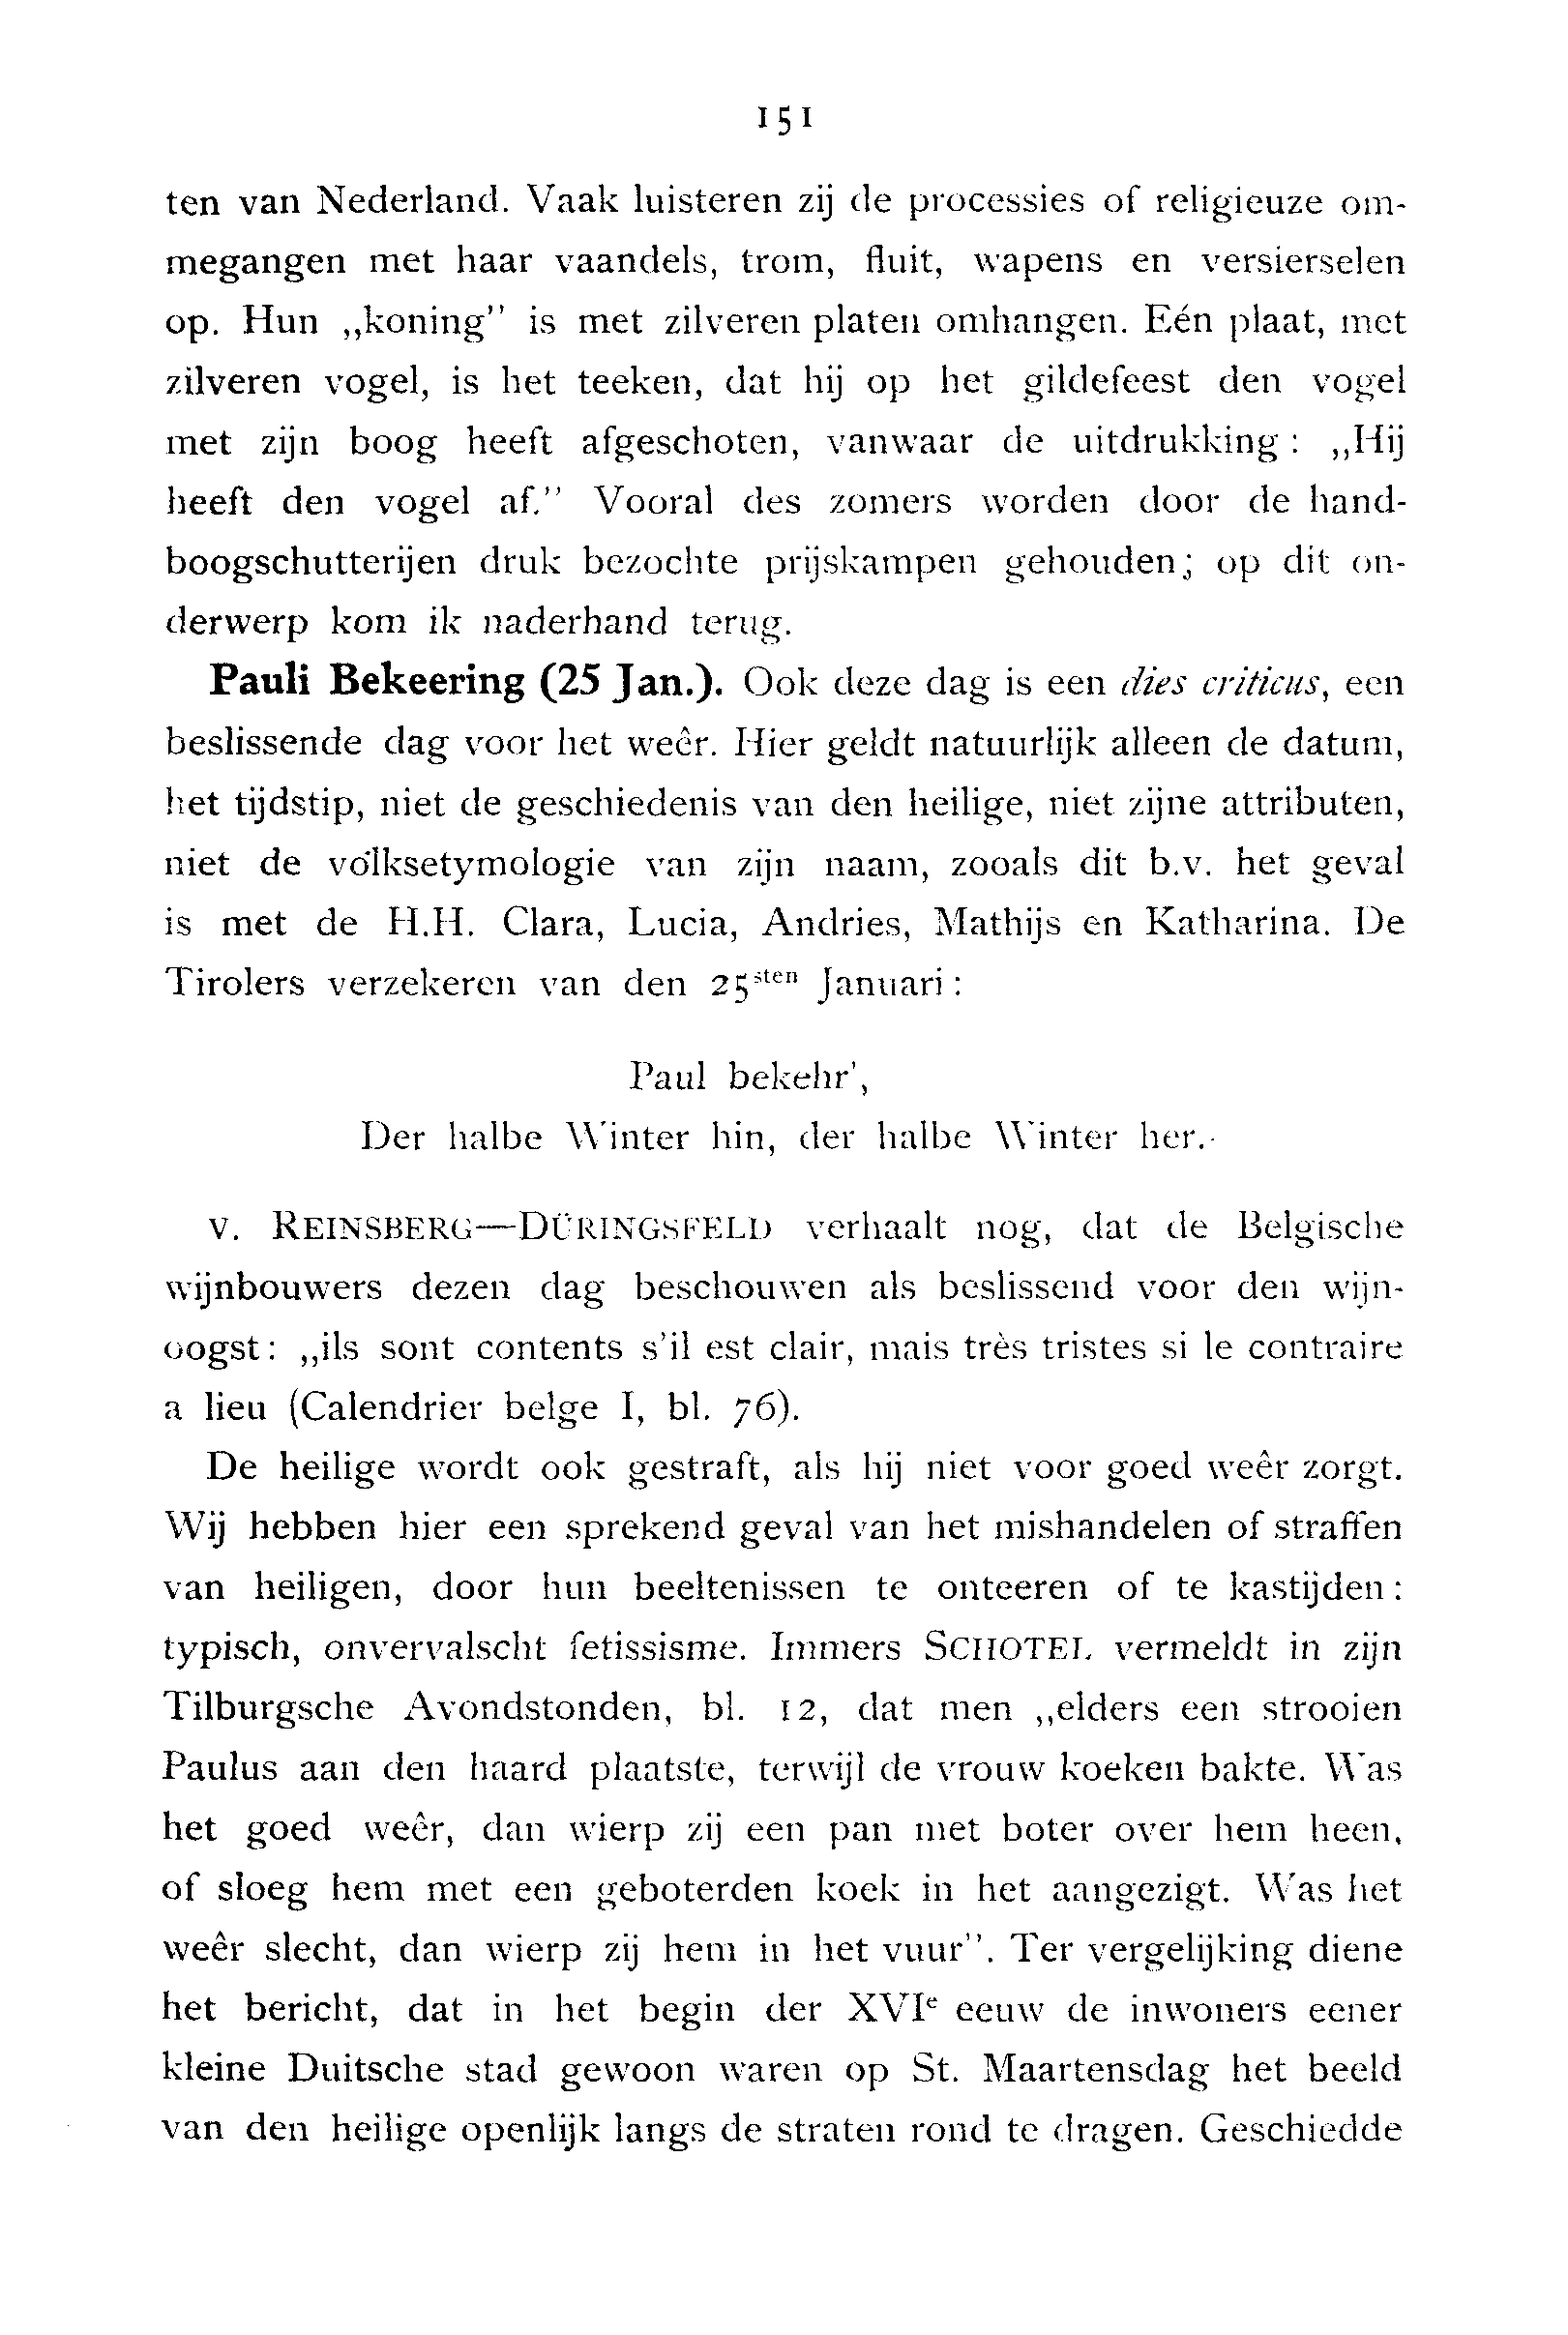 151
ten van Nederland. Vaak luisteren zij de processies of religieuze om-
megangen met haar vaandels, trom, fluit, wapens en versierselen
op. Hun „koning” is met zilveren platen omhangen. Eén plaat, met
zilveren vogel, is het teeken, dat hij op het gildefeest den vogel
met zijn boog heeft afgeschoten, vanwaar de uitdrukking: „Hij
heeft den vogel af.” Vooral des zomers worden door de hand-
boogschutterijen druk bezochte prijskampen gehouden; op dit on-
derwerp kom ik naderhand terug.
Pauli Bekeering (25 Jan.). Ook deze dag is een dies criticus, een
beslissende dag voor het weêr. Hier geldt natuurlijk alleen de datum,
het tijdstip, niet de geschiedenis van den heilige, niet zijne attributen,
niet de volksetymologie van zijn naam, zooals dit b.v. het geval
is met de H.H. Clara, Lucia, Andries, Mathijs en Katharina. De
Tirolers verzekeren van den 25sten Januari:
Paul bekehr',
Der halbe Winter hin, der halbe Winter her.
v. REINSBERG—DÜRINGSFELD verhaalt nog, dat de Belgische
wijnbouwers dezen dag beschouwen als beslissend voor den wijn-
oogst: „ils sont contents s'il est clair, mais très tristes si le contraire
a lieu (Calendrier belge I, bl. 76).
De heilige wordt ook gestraft, als hij niet voor goed weêr zorgt.
Wij hebben hier een sprekend geval van het mishandelen of straffen
van heiligen, door hun beeltenissen te onteeren of te kastijden:
typisch, onvervalscht fetissisme. Immers SCHOTEL vermeldt in zijn
Tilburgsche Avondstonden, bl. 12, dat men „elders een strooien
Paulus aan den haard plaatste, terwijl de vrouw koeken bakte. Was
het goed weêr, dan wierp zij een pan met boter over hem heen,
of sloeg hem met een geboterden koek in het aangezigt. Was het
weêr slecht, dan wierp zij hem in het vuur”. Ter vergelijking diene
het bericht, dat in het begin der XVIe eeuw de inwoners eener
kleine Duitsche stad gewoon waren op St. Maartensdag het beeld
van den heilige openlijk langs de straten rond te dragen. Geschiedde